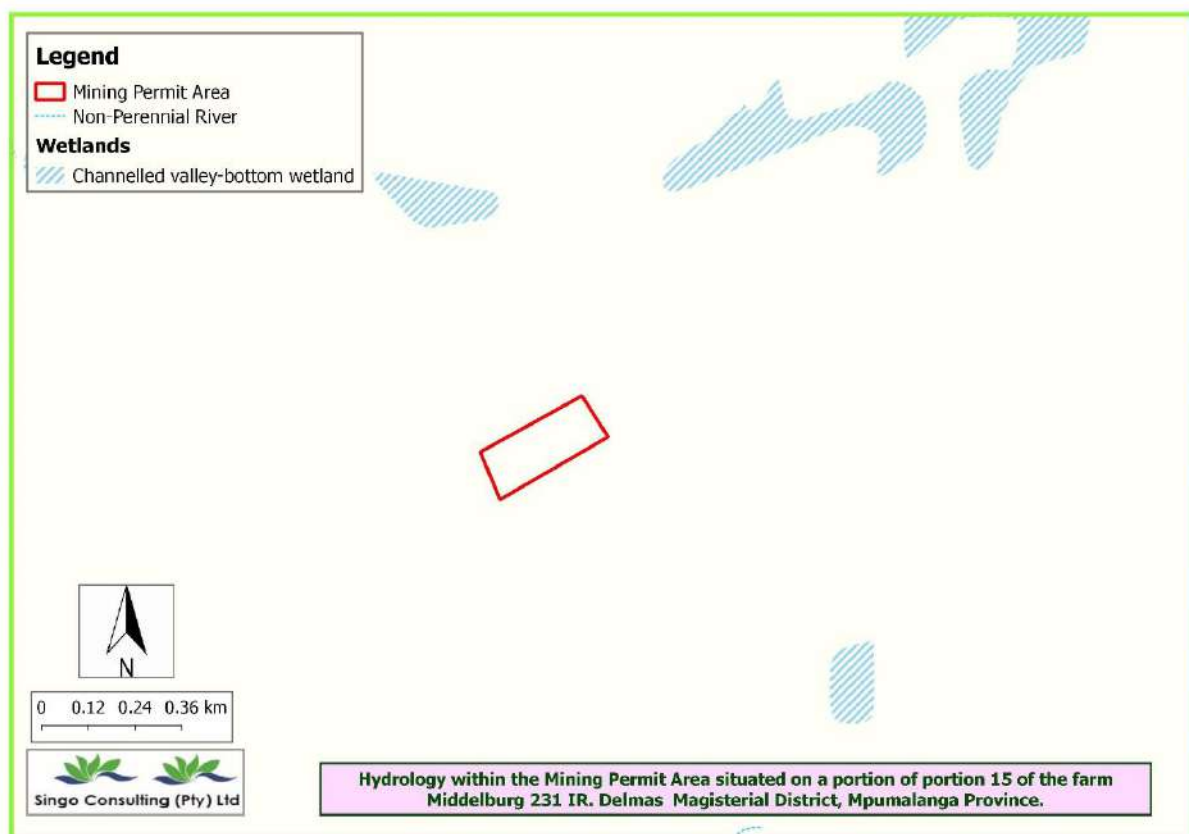 Legend
Mining Permit Area
Non-Perennial River
Wetlands
Channelled valley-bottom wetland
N
0 0.12 0.24 0.36 km
Singo Consulting (Pty) Ltd
Hydrology within the Mining Permit Area situated on a portion of portion 15 of the farm
Middelburg 231 IR. Delmas Magisterial District, Mpumalanga Province.